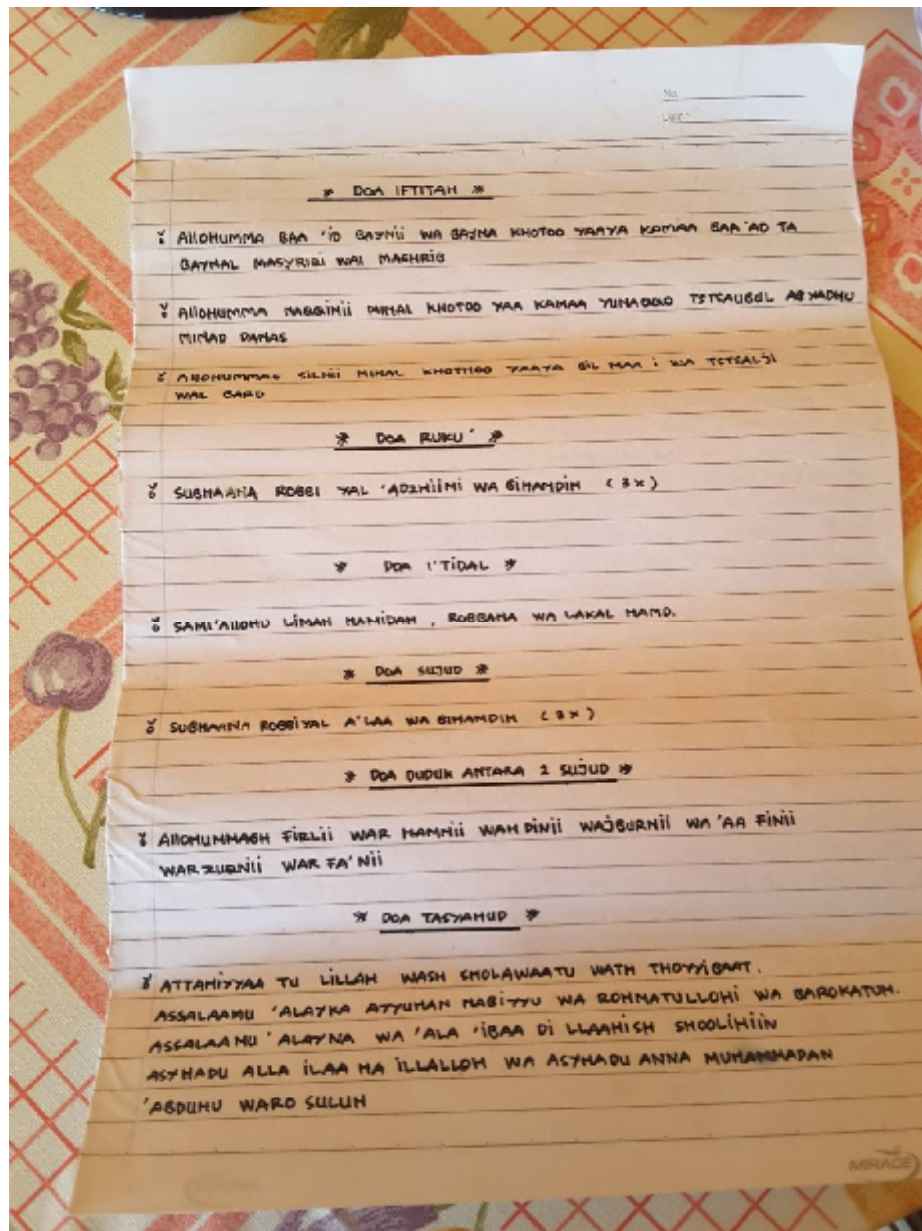 No.
Date:
* DOA IFTITAH *
ALLOHUMMA BAA 'ID BAYNII WA BAYNA KHOTOO YAAYA KAMAA BAA 'AD TA
BAYNAL MASYRIQI WAL MAGHRIB
ALLOHUMMA NAQQINII MINAL KHOTOO YAA KAMAA YUNAQQO TSTSAUBUL ABYADHU
MINAD DANAS
ALLOHUMMAGH SILNII MINAL KHOTHOO YAAYA BIL MAA i WA TSTSALJI
WAL BARD
* DOA RUKU' *
SUBHAANA ROBBI YAL 'ADZHIIMI WA BIHAMDIH (3x)
* DOA I'TIDAL *
SAMI'ALLOHU LIMAN HAMIDAH, ROBBANA WA LAKAL HAMD.
* DOA SUJUD *
SUBHAANA ROBBIYAL A'LAA WA BIHAMDIH (3x)
* DOA DUDUK ANTARA 2 SUJUD *
ALLOHUMMAGH FIRLII WAR HAMNII WAH DINII WAJBURNII WA 'AA FINII
WARZUQNII WAR FA'NII
* DOA TASYAHUD *
ATTAHIYYAA TU LILLAH WASH SHOLAWAATU WATH THOYYIBAAT.
ASSALAAMU 'ALAYKA AYYUHAN NABIYYU WA ROHMATULLOHI WA BAROKATUH.
ASSALAAMU 'ALAYNA WA 'ALA 'IBAA DI LLAAHISH SHOOLIHIIN
ASYHADU ALLA ILAA HA ILLALLOH WA ASYHADU ANNA MUHAMMADAN
'ABDUHU WARO SULUH
MIRAGE